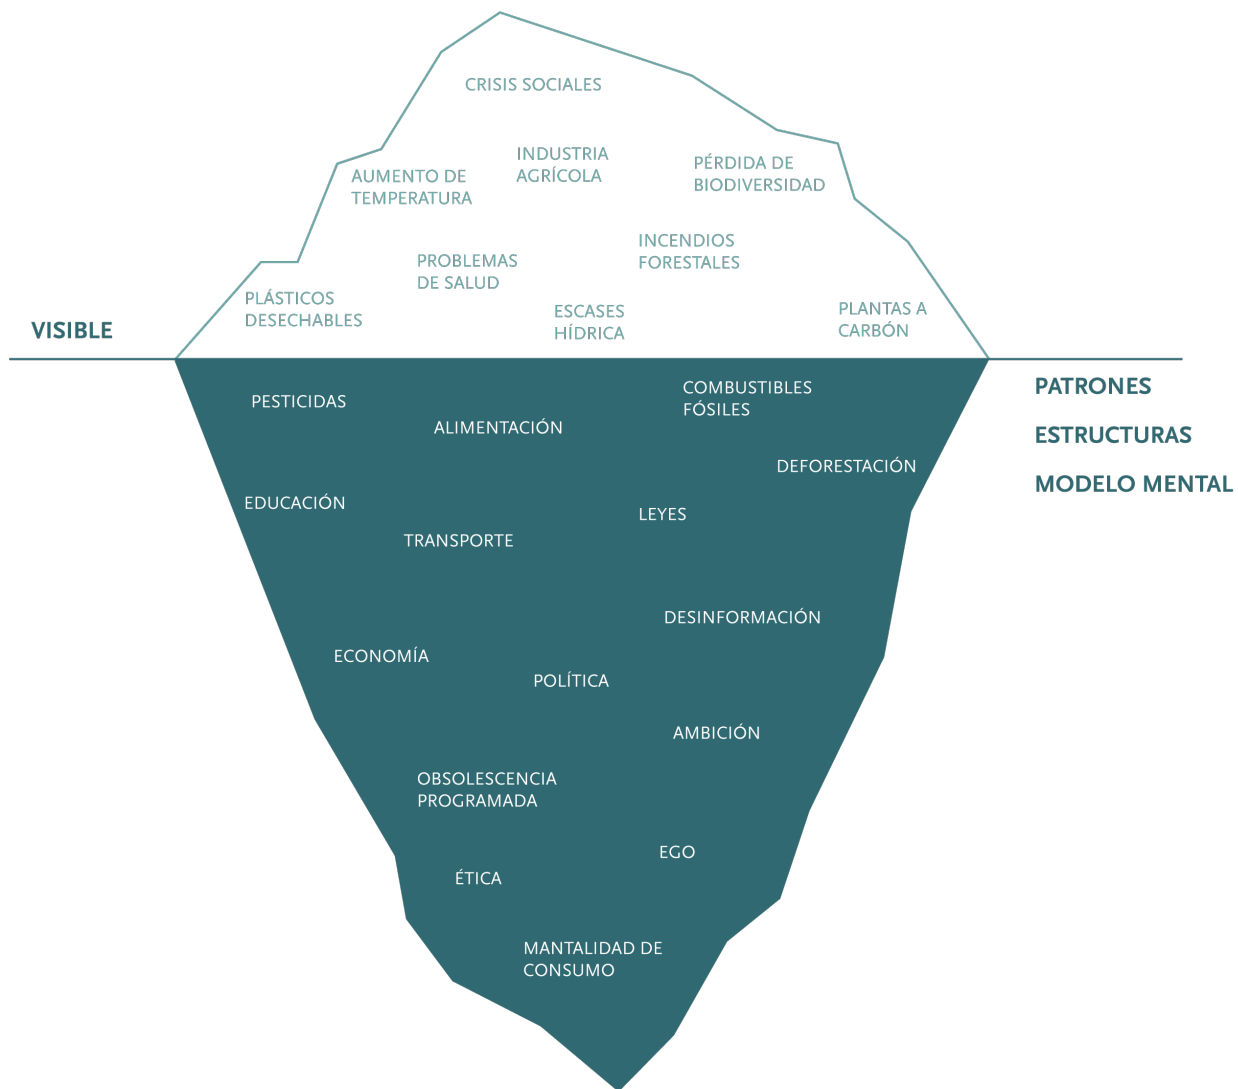 CRISIS SOCIALES
INDUSTRIA
AGRÍCOLA
PÉRDIDA DE
BIODIVERSIDAD
AUMENTO DE
TEMPERATURA
INCENDIOS
FORESTALES
PROBLEMAS
DE SALUD
PLÁSTICOS
DESECHABLES
ESCASES
HÍDRICA
PLANTAS A
CARBÓN
VISIBLE
PATRONES
ESTRUCTURAS
MODELO MENTAL
PESTICIDAS
COMBUSTIBLES
FÓSILES
ALIMENTACIÓN
DEFORESTACIÓN
EDUCACIÓN
LEYES
TRANSPORTE
DESINFORMACIÓN
ECONOMÍA
POLÍTICA
AMBICIÓN
OBSOLESCENCIA
PROGRAMADA
EGO
ÉTICA
MANTALIDAD DE
CONSUMO